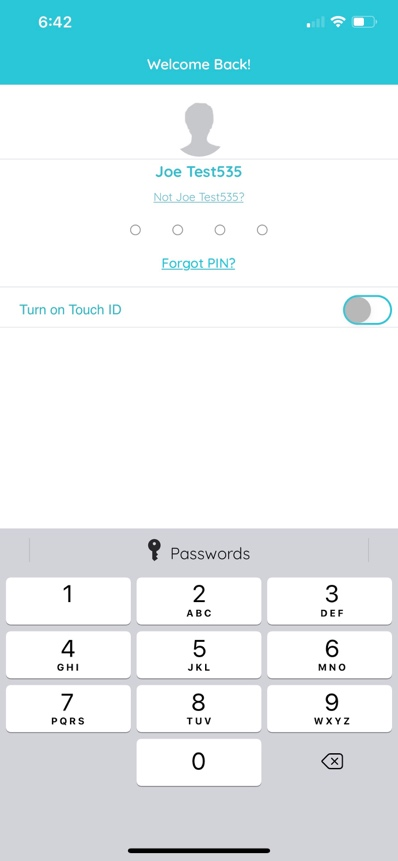 6:42
Welcome Back!
Joe Test535
Not Joe Test535?
Forgot PIN?
Turn on Touch ID
Passwords
1 2 3
ABC DEF
4 5 6
GHI JKL MNO
7 8 9
PQRS TUV WXYZ
0